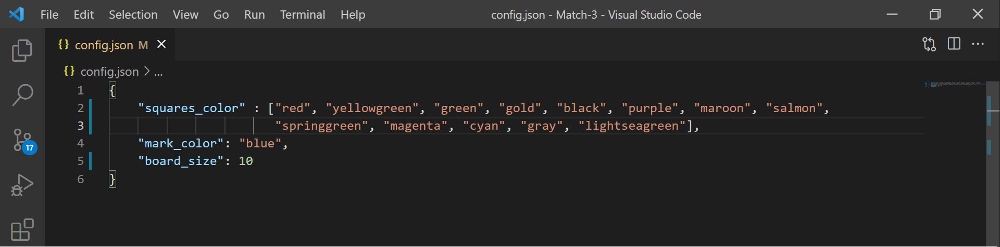 File Edit Selection View Go Run Terminal Help config.json - Match-3 - Visual Studio Code
{} config.json M
{} config.json > ...
1 {
2 "squares_color" : ["red", "yellowgreen", "green", "gold", "black", "purple", "maroon", "salmon",
3 "springgreen", "magenta", "cyan", "gray", "lightseagreen"],
4 "mark_color": "blue",
17
5 "board_size": 10
6 }